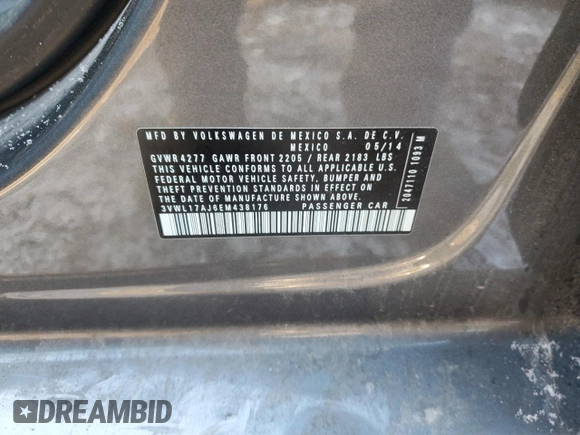 MFD BY VOLKSWAGEN DE MEXICO S.A. DE C.V.
MEXICO 05/14
GVWR 4277 GAWR FRONT 2205 / REAR 2183 LBS
THIS VEHICLE CONFORMS TO ALL APPLICABLE U.S.
FEDERAL MOTOR VEHICLE SAFETY, BUMPER AND
THEFT PREVENTION STANDARDS IN EFFECT ON
THE DATE OF MANUFACTURE SHOWN ABOVE.
3VWL17AJ6EM438176 PASSENGER CAR
2047110 1093 M
DREAMBID